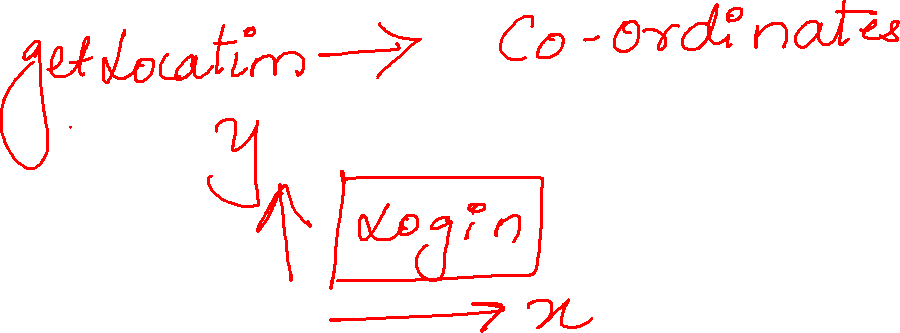 getLocation → Co-ordinates
y
Login
x